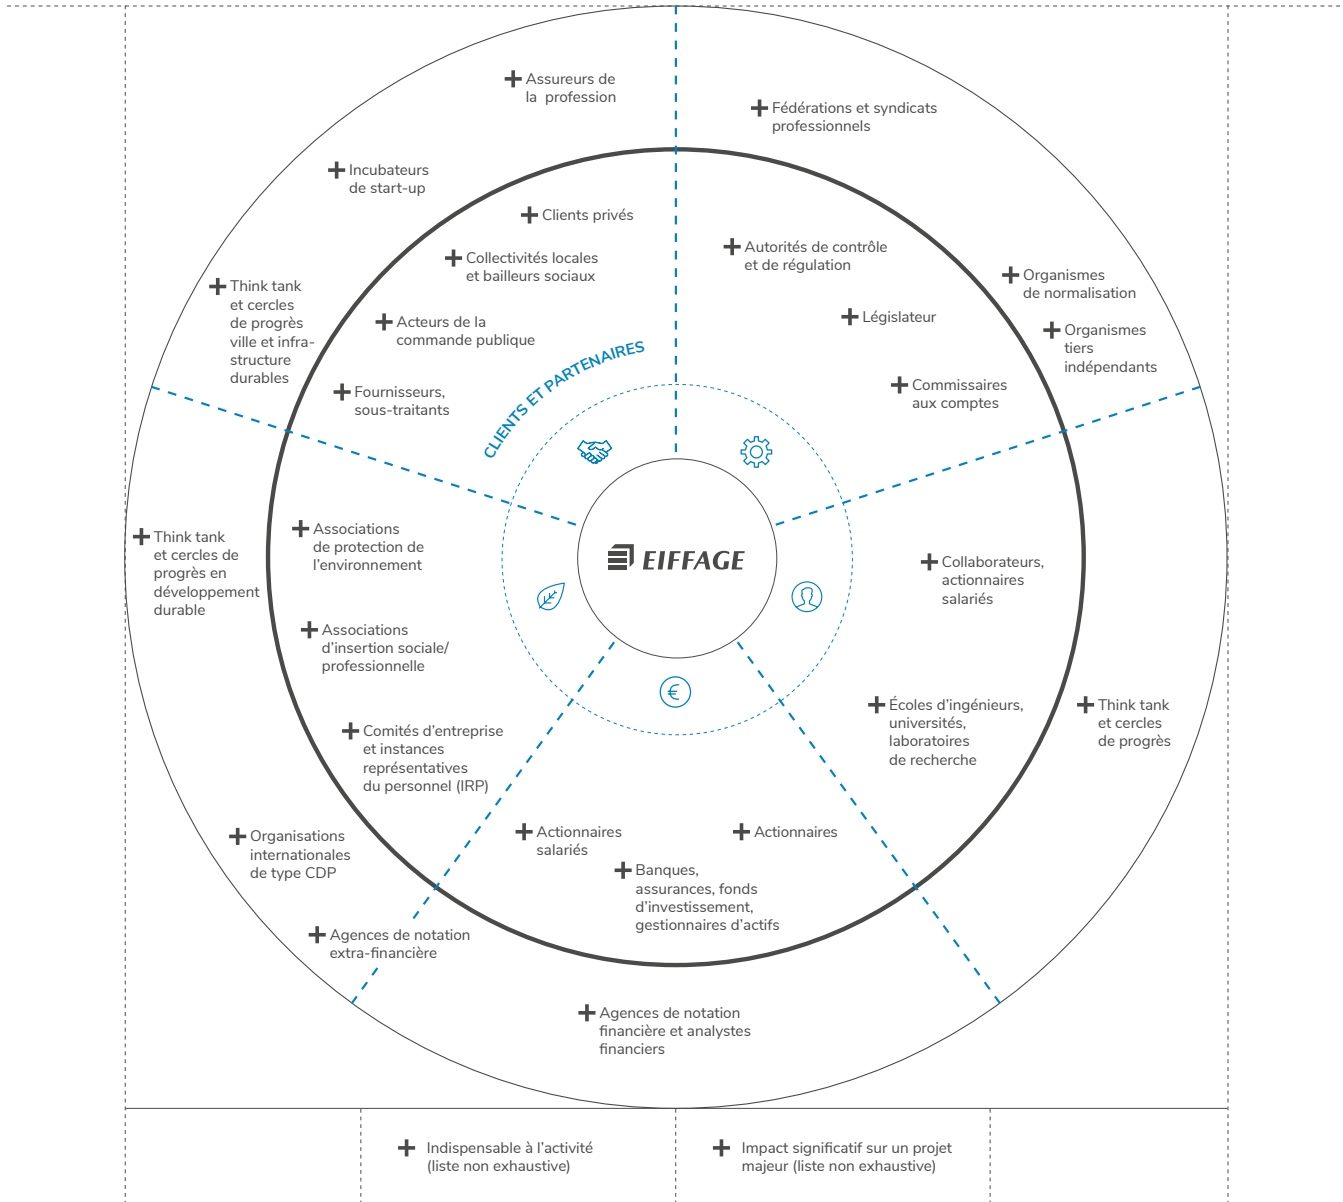 Assureurs de
la profession
Fédérations et syndicats
professionnels
Incubateurs
de start-up
Clients privés
Collectivités locales
et bailleurs sociaux
Autorités de contrôle
et de régulation
Think tank
et cercles
de progrès
ville et infra-
structure
durables
Organismes
de normalisation
Acteurs de la
commande publique
Législateur
Organismes
tiers
indépendants
Fournisseurs,
sous-traitants
CLIENTS ET PARTENAIRES
Commissaires
aux comptes
Think tank
et cercles de
progrès en
développement
durable
Associations
de protection de
l’environnement
EIFFAGE
Collaborateurs,
actionnaires
salariés
Associations
d’insertion sociale/
professionnelle
Comités d’entreprise
et instances
représentatives
du personnel (IRP)
Écoles d’ingénieurs,
universités,
laboratoires
de recherche
Think tank
et cercles
de progrès
Organisations
internationales
de type CDP
Actionnaires
salariés
Banques,
assurances, fonds
d’investissement,
gestionnaires d’actifs
Actionnaires
Agences de notation
extra-financière
Agences de notation
financière et analystes
financiers
Indispensable à l’activité
(liste non exhaustive)
Impact significatif sur un projet
majeur (liste non exhaustive)